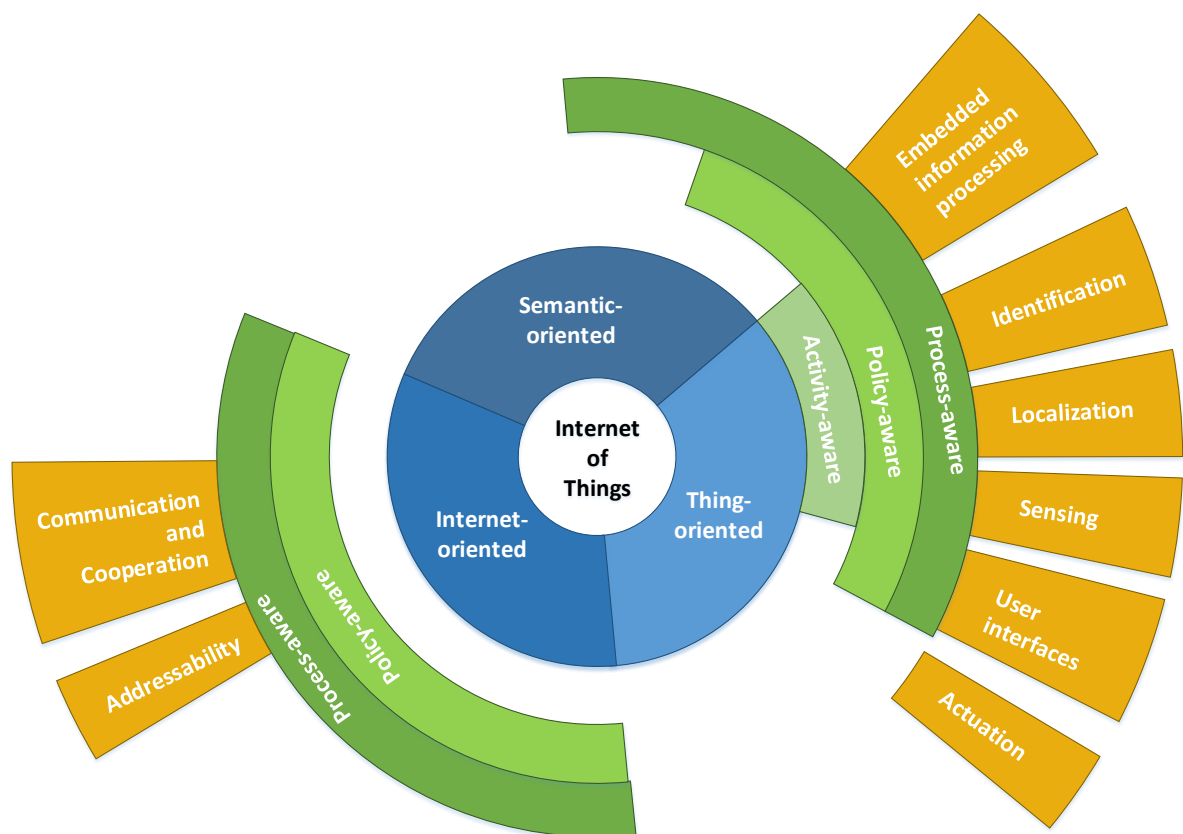 Embedded
information
processing
Identification
Localization
Sensing
User
interfaces
Actuation
Process-aware
Policy-aware
Activity-aware
Semantic-
oriented
Internet
of
Things
Thing-
oriented
Internet-
oriented
Policy-aware
Process-aware
Communication
and
Cooperation
Addressability